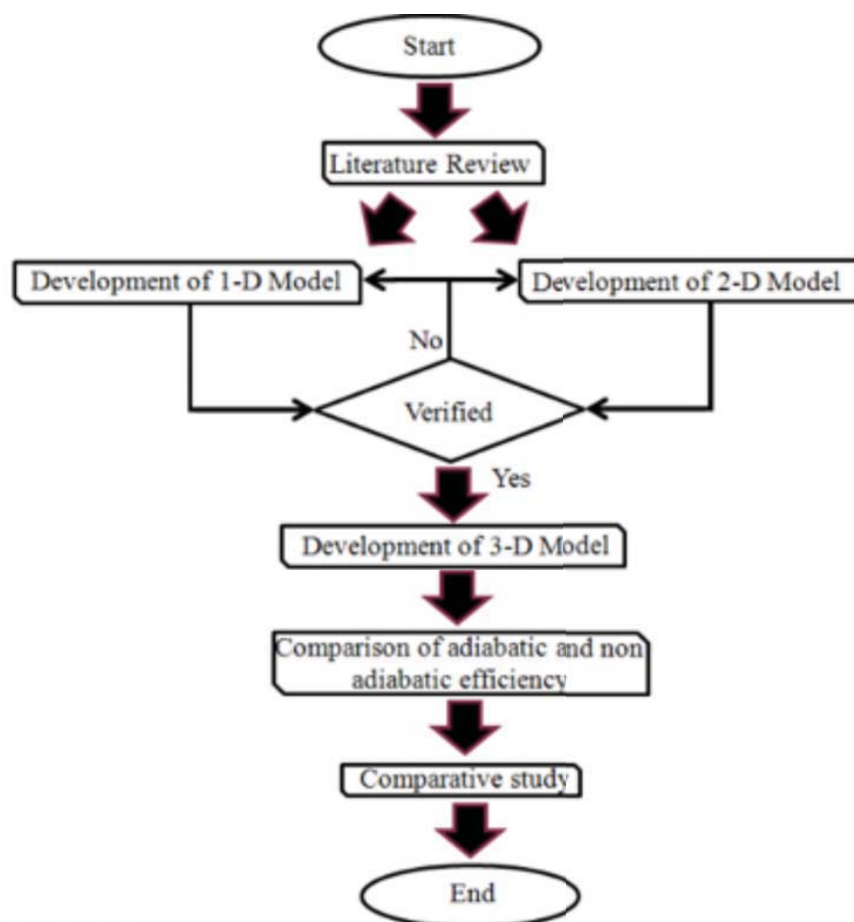 Start
Literature Review
Development of 1-D Model
Development of 2-D Model
No
Verified
Yes
Development of 3-D Model
Comparison of adiabatic and non
adiabatic efficiency
Comparative study
End